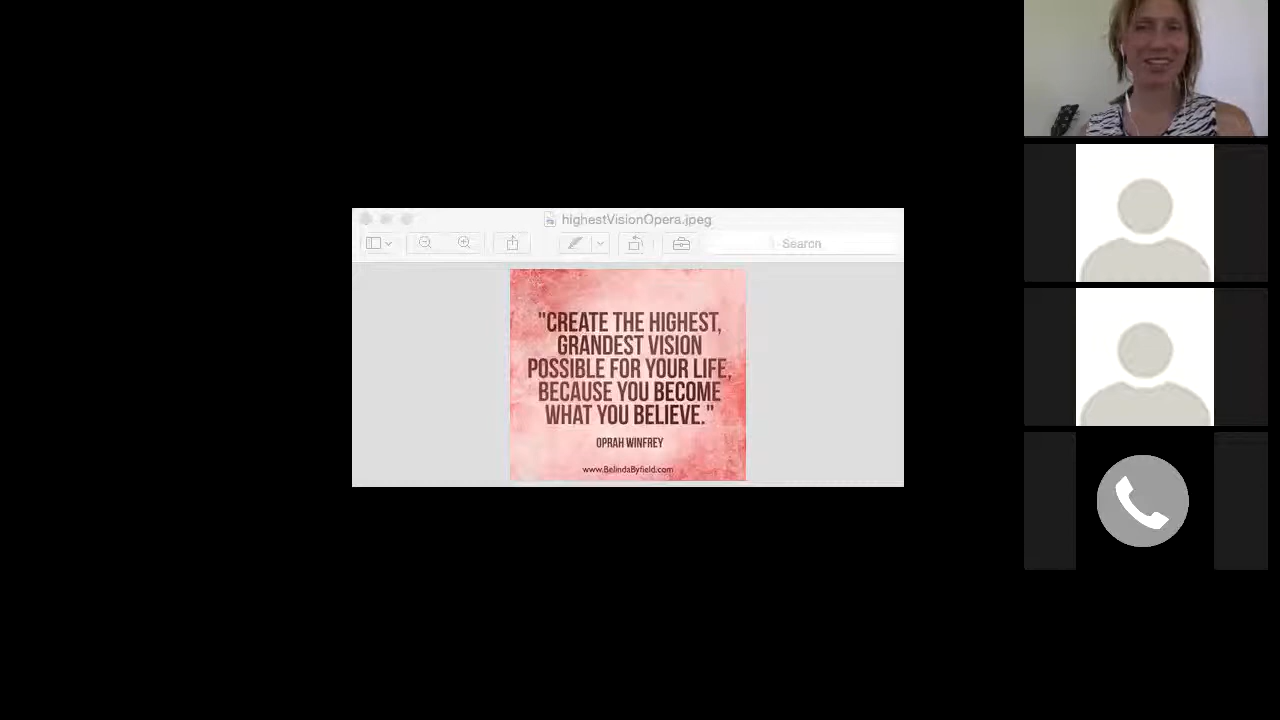 highestVisionOpera.jpeg
Search
"CREATE THE HIGHEST,
GRANDEST VISION
POSSIBLE FOR YOUR LIFE,
BECAUSE YOU BECOME
WHAT YOU BELIEVE."
OPRAH WINFREY
www.BelindaByfield.com